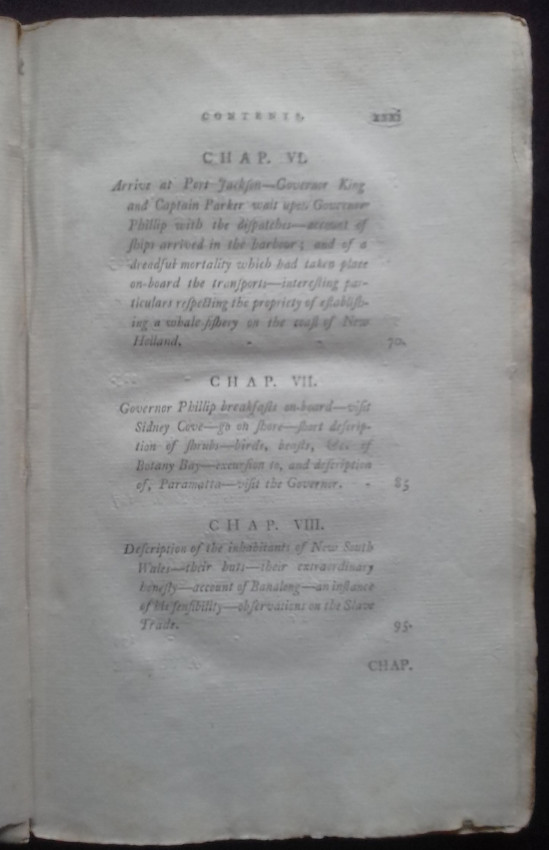 CONTENTS.
CHAP. VI.
Arrive at Port Jackſon—Governor King
and Captain Parker wait upon Governor
Phillip with the diſpatches—account of
ſhips arrived in the harbour; and of a
dreadful mortality which had taken place
on-board the tranſports—intereſting par-
ticulars reſpecting the propriety of eſtabliſh-
ing a whale fiſhery on the coaſt of New
Holland. - - 70.
CHAP. VII.
Governor Phillip breakfaſts on-board—viſit
Sidney Cove—go on ſhore—ſhort deſcrip-
tion of ſhrubs—birds, beaſts, &c. of
Botany Bay—excurſion to, and deſcription
of, Paramatta—viſit the Governor. - 85
CHAP. VIII.
Deſcription of the inhabitants of New South
Wales—their huts—their extraordinary
honeſty—account of Banalong—an inſtance
of his ſenſibility—obſervations on the Slave
Trade. 95.
CHAP.